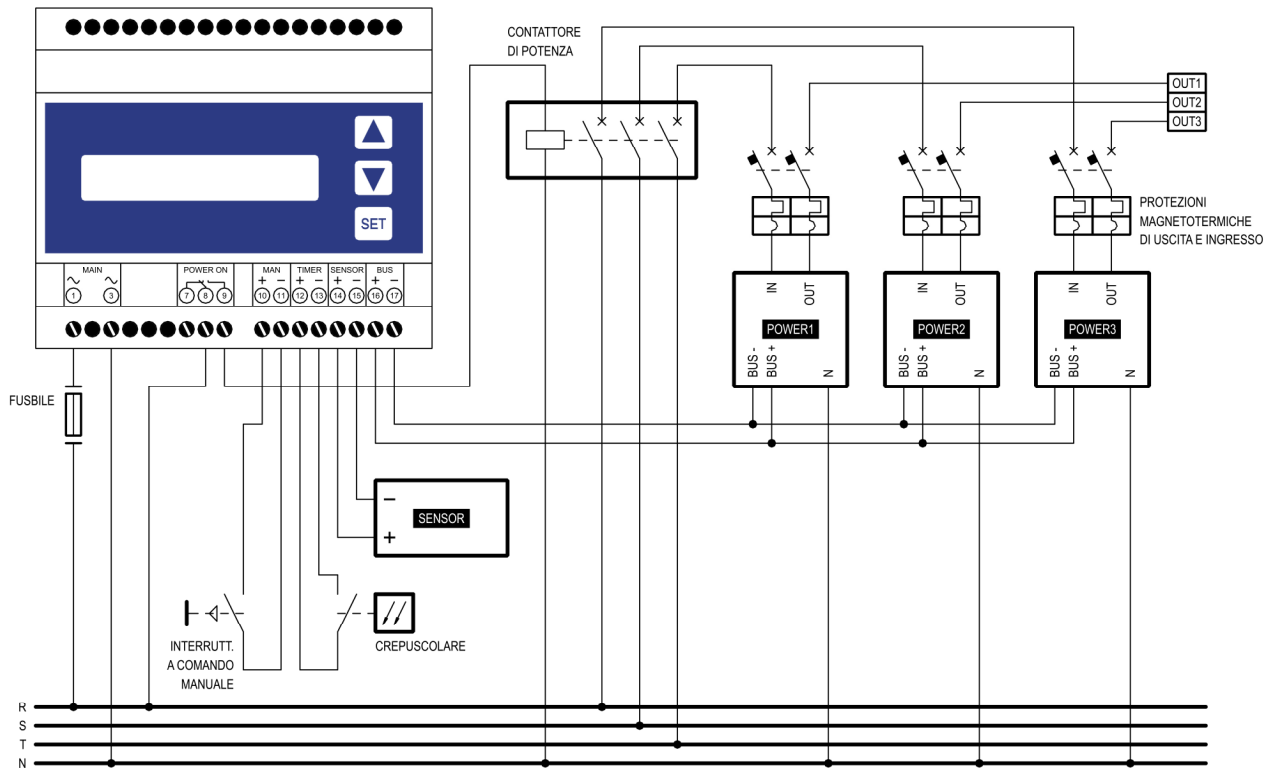 CONTATTORE
DI POTENZA
OUT1
OUT2
OUT3
SET
PROTEZIONI
MAGNETOTERMICHE
DI USCITA E INGRESSO
MAIN POWER ON MAN TIMER SENSOR BUS
+ − + − + − + −
1 3 7 8 9 10 11 12 13 14 15 16 17
IN OUT
POWER1
BUS - BUS + N
IN OUT
POWER2
BUS - BUS + N
IN OUT
POWER3
BUS - BUS + N
FUSBILE
−
SENSOR
+
INTERRUTT.
A COMANDO
MANUALE
CREPUSCOLARE
R
S
T
N